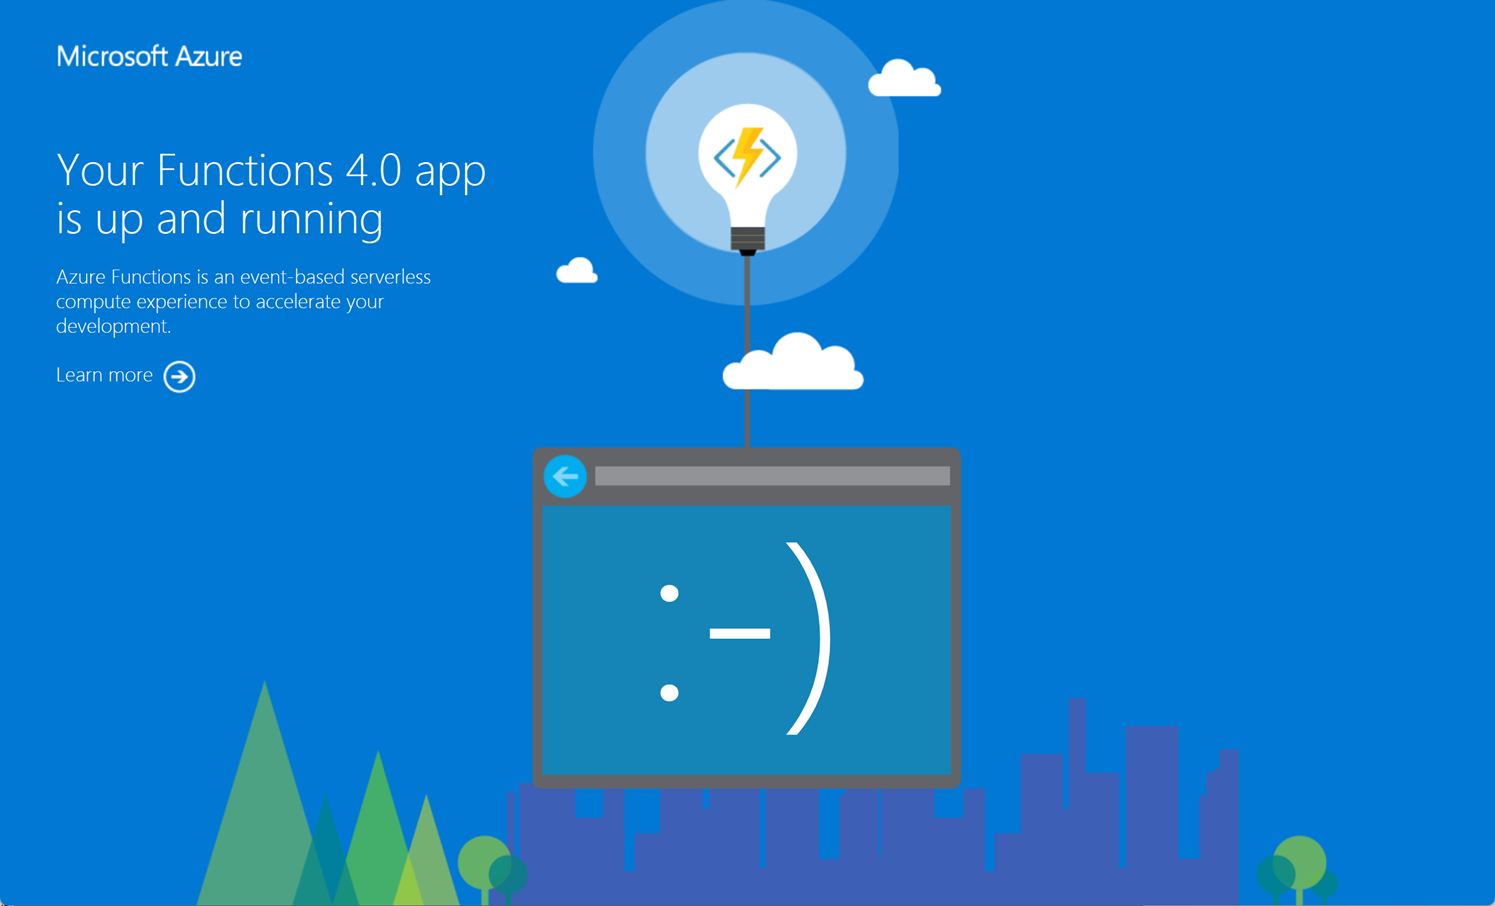 Microsoft Azure
Your Functions 4.0 app
is up and running
Azure Functions is an event-based serverless
compute experience to accelerate your
development.
Learn more
:-)